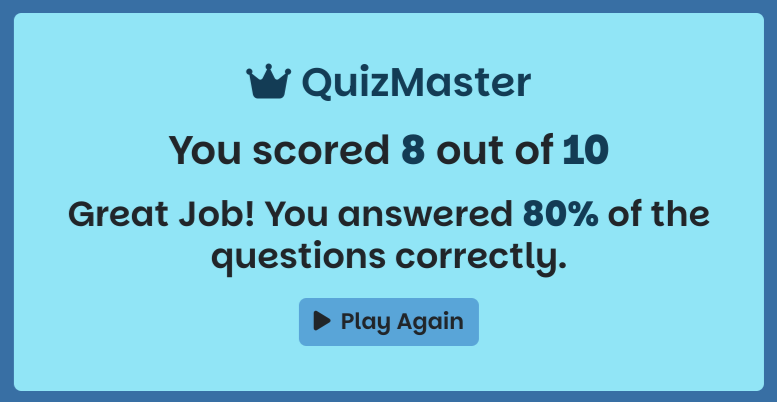 QuizMaster
You scored 8 out of 10
Great Job! You answered 80% of the
questions correctly.
Play Again